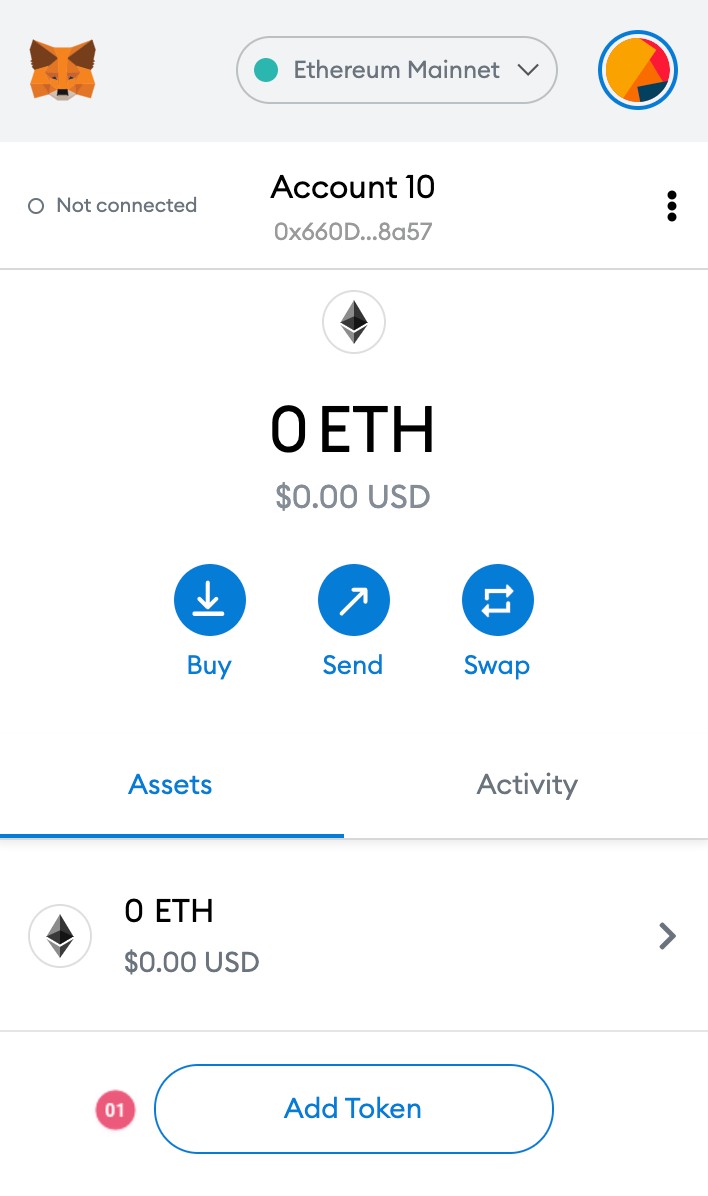 Ethereum Mainnet
Not connected
Account 10
0x660D...8a57
0 ETH
$0.00 USD
Buy
Send
Swap
Assets
Activity
0 ETH
$0.00 USD
01
Add Token